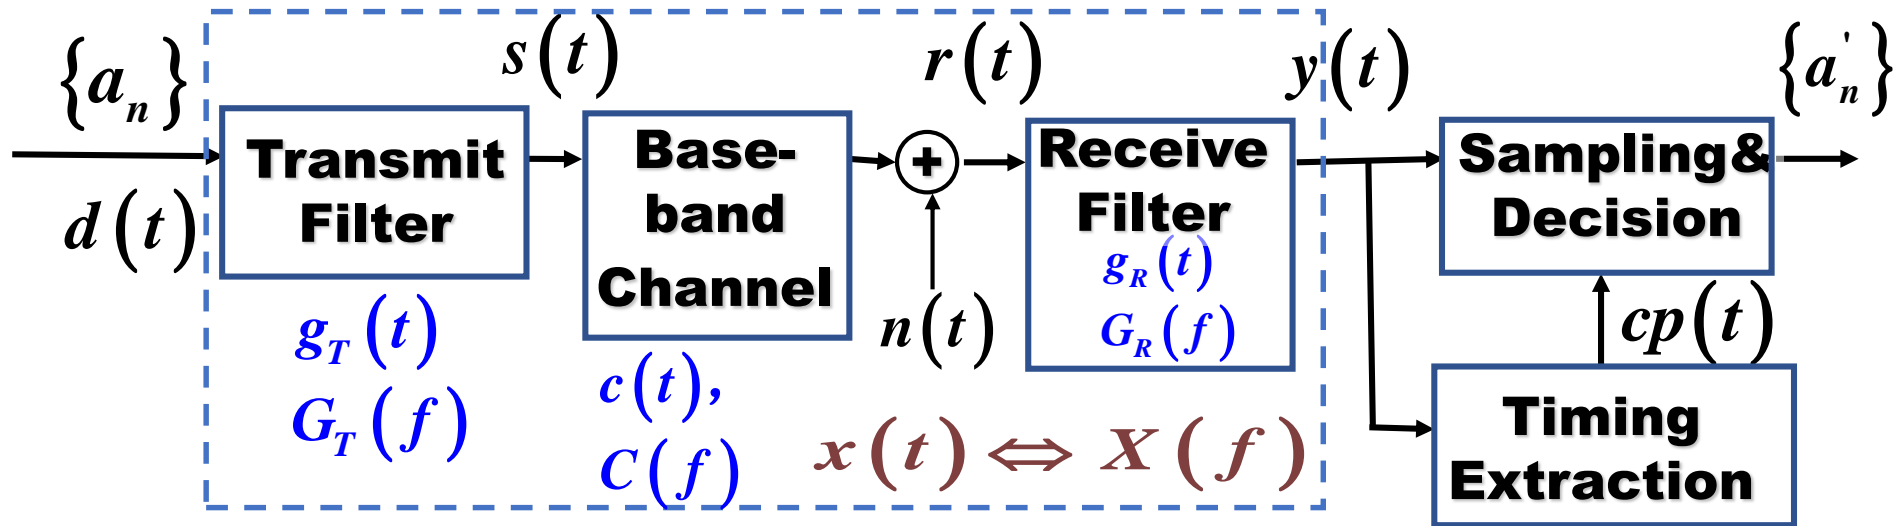 {a_n}
d(t)
Transmit
Filter
g_T(t)
G_T(f)
s(t)
Base-
band
Channel
c(t),
C(f)
+
n(t)
r(t)
Receive
Filter
g_R(t)
G_R(f)
x(t) ⇔ X(f)
y(t)
Sampling&
Decision
{a'_n}
cp(t)
Timing
Extraction